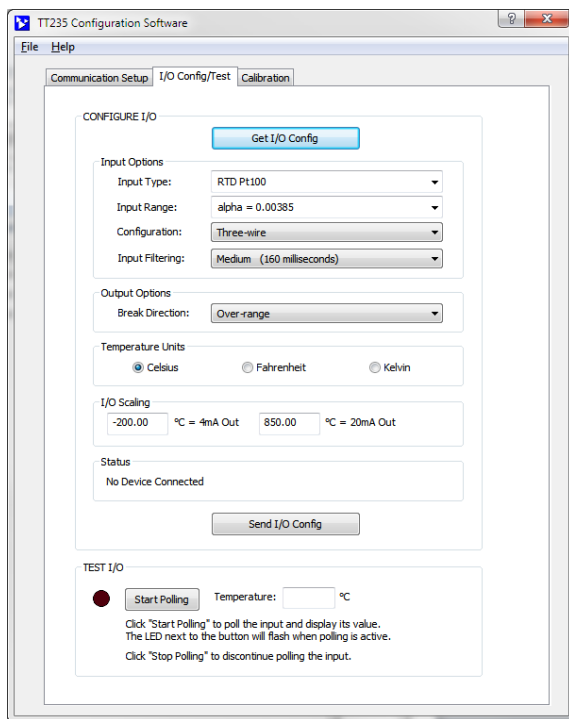 TT235 Configuration Software
File Help
Communication Setup I/O Config/Test Calibration
CONFIGURE I/O
Get I/O Config
Input Options
Input Type: RTD Pt100
Input Range: alpha = 0.00385
Configuration: Three-wire
Input Filtering: Medium (160 milliseconds)
Output Options
Break Direction: Over-range
Temperature Units
Celsius Fahrenheit Kelvin
I/O Scaling
-200.00 °C = 4mA Out 850.00 °C = 20mA Out
Status
No Device Connected
Send I/O Config
TEST I/O
Start Polling Temperature: °C
Click "Start Polling" to poll the input and display its value.
The LED next to the button will flash when polling is active.
Click "Stop Polling" to discontinue polling the input.